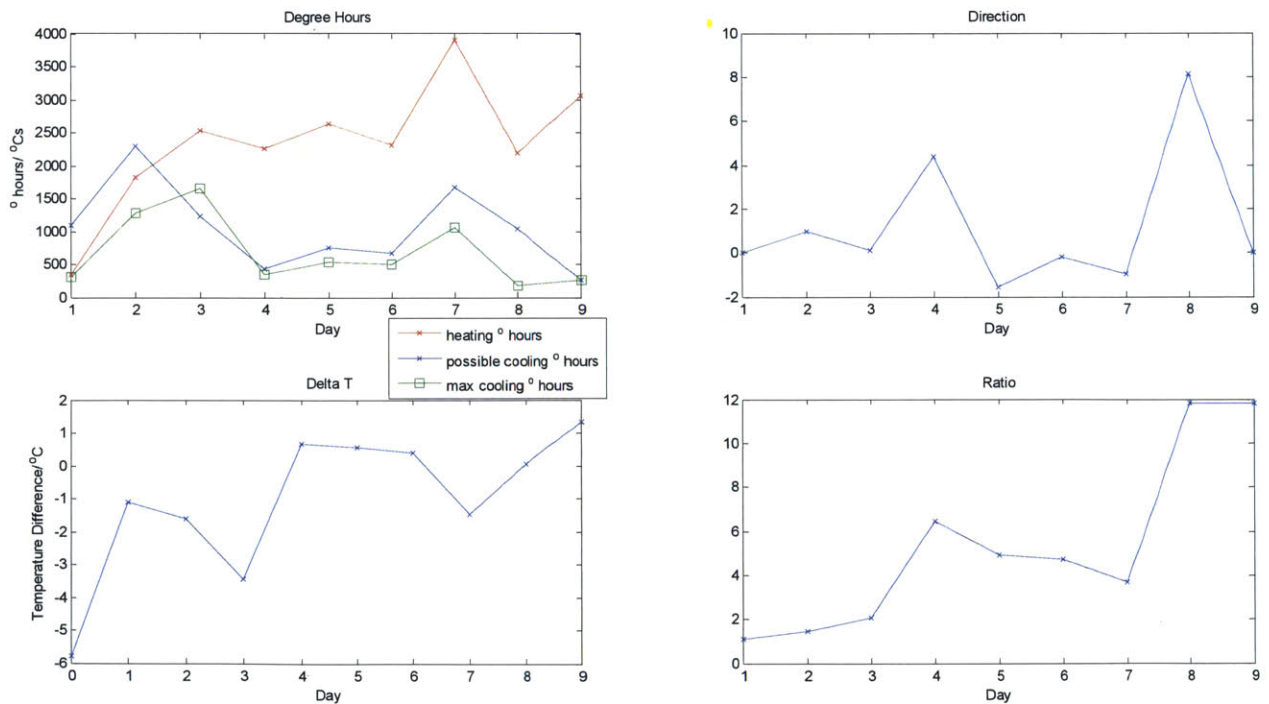 Degree Hours
4000
3500
3000
2500
2000
1500
1000
500
0
º hours/ ºCs
1 2 3 4 5 6 7 8 9
Day
heating º hours
possible cooling º hours
max cooling º hours
Direction
10
8
6
4
2
0
-2
1 2 3 4 5 6 7 8 9
Day
Delta T
2
1
0
-1
-2
-3
-4
-5
-6
Temperature Difference/ºC
0 1 2 3 4 5 6 7 8 9
Day
Ratio
12
10
8
6
4
2
0
1 2 3 4 5 6 7 8 9
Day